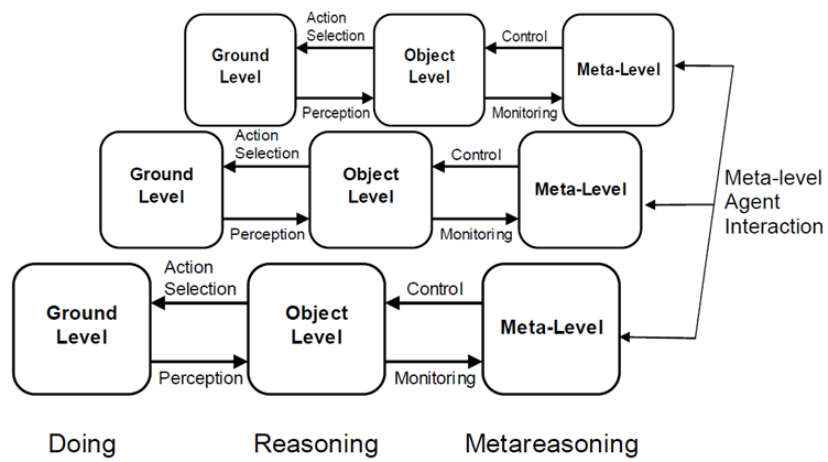 Action
Selection
Control
Ground
Level
Object
Level
Meta-Level
Perception
Monitoring
Action
Selection
Control
Ground
Level
Object
Level
Meta-Level
Perception
Monitoring
Meta-level
Agent
Interaction
Action
Selection
Control
Ground
Level
Object
Level
Meta-Level
Perception
Monitoring
Doing
Reasoning
Metareasoning